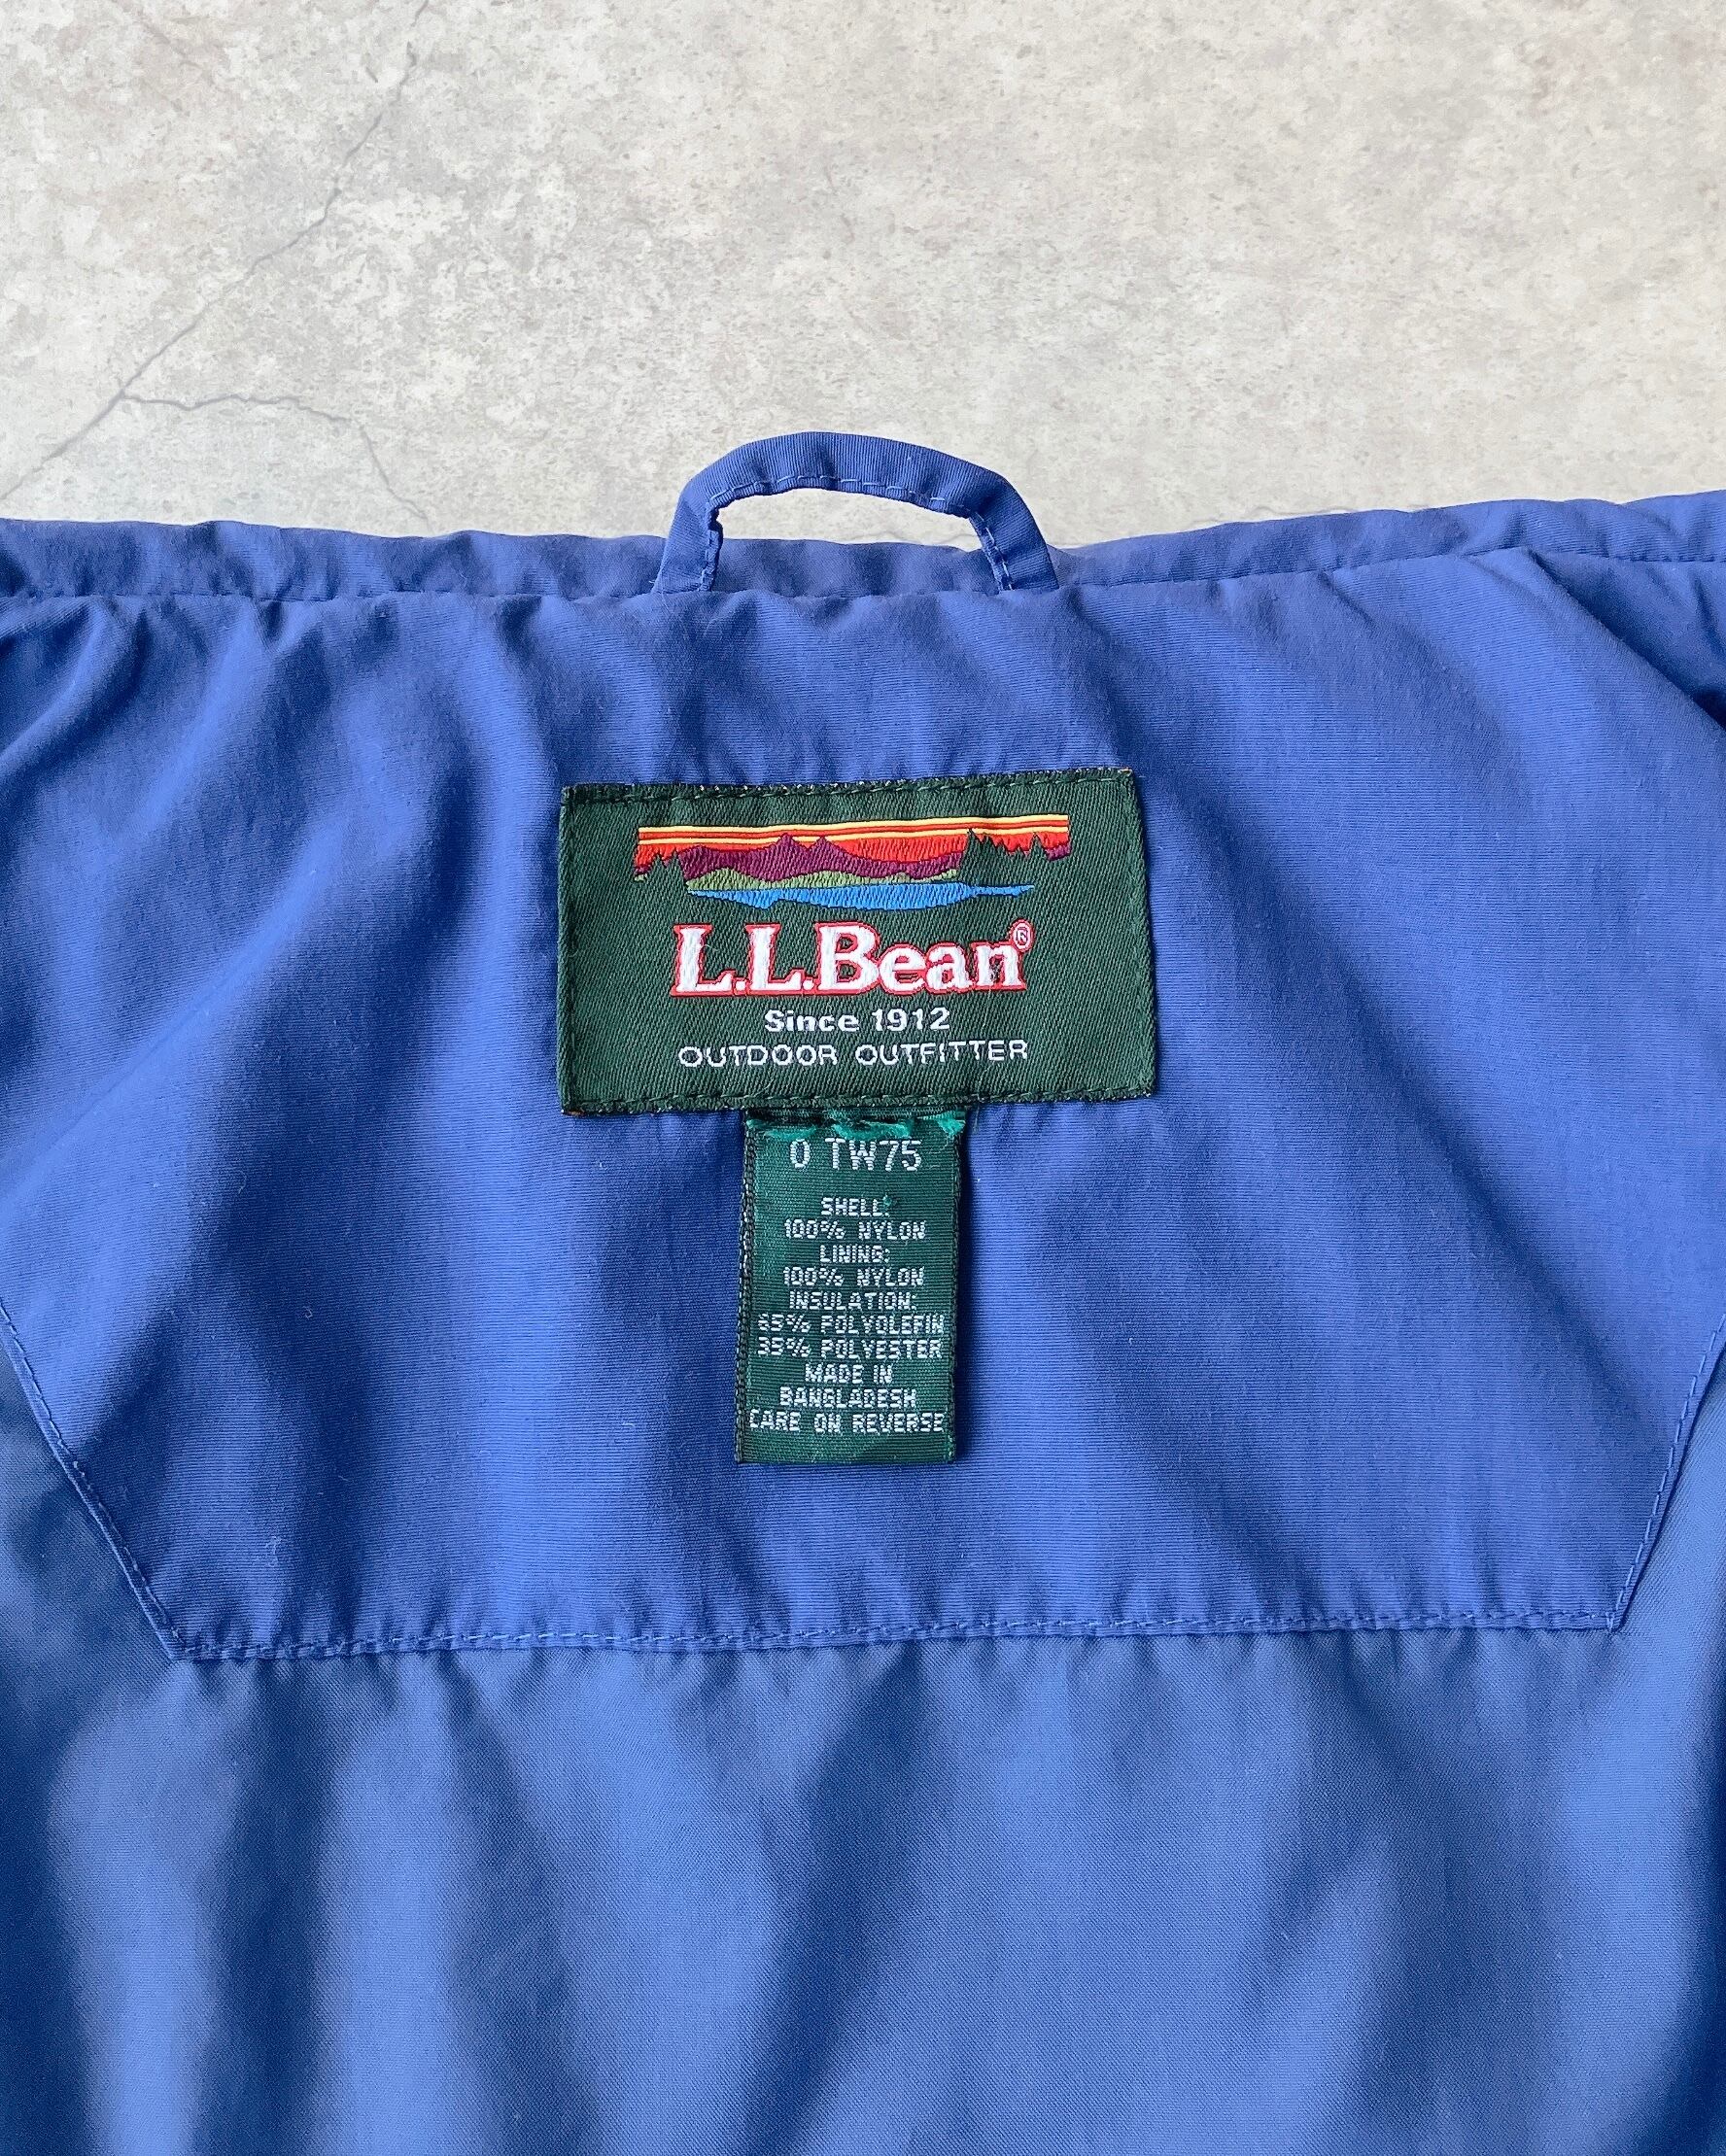 L.L.Bean®
Since 1912
OUTDOOR OUTFITTER
0 TW75
SHELL:
100% NYLON
LINING:
100% NYLON
INSULATION:
65% POLYOLEFIN
35% POLYESTER
MADE IN
BANGLADESH
CARE ON REVERSE